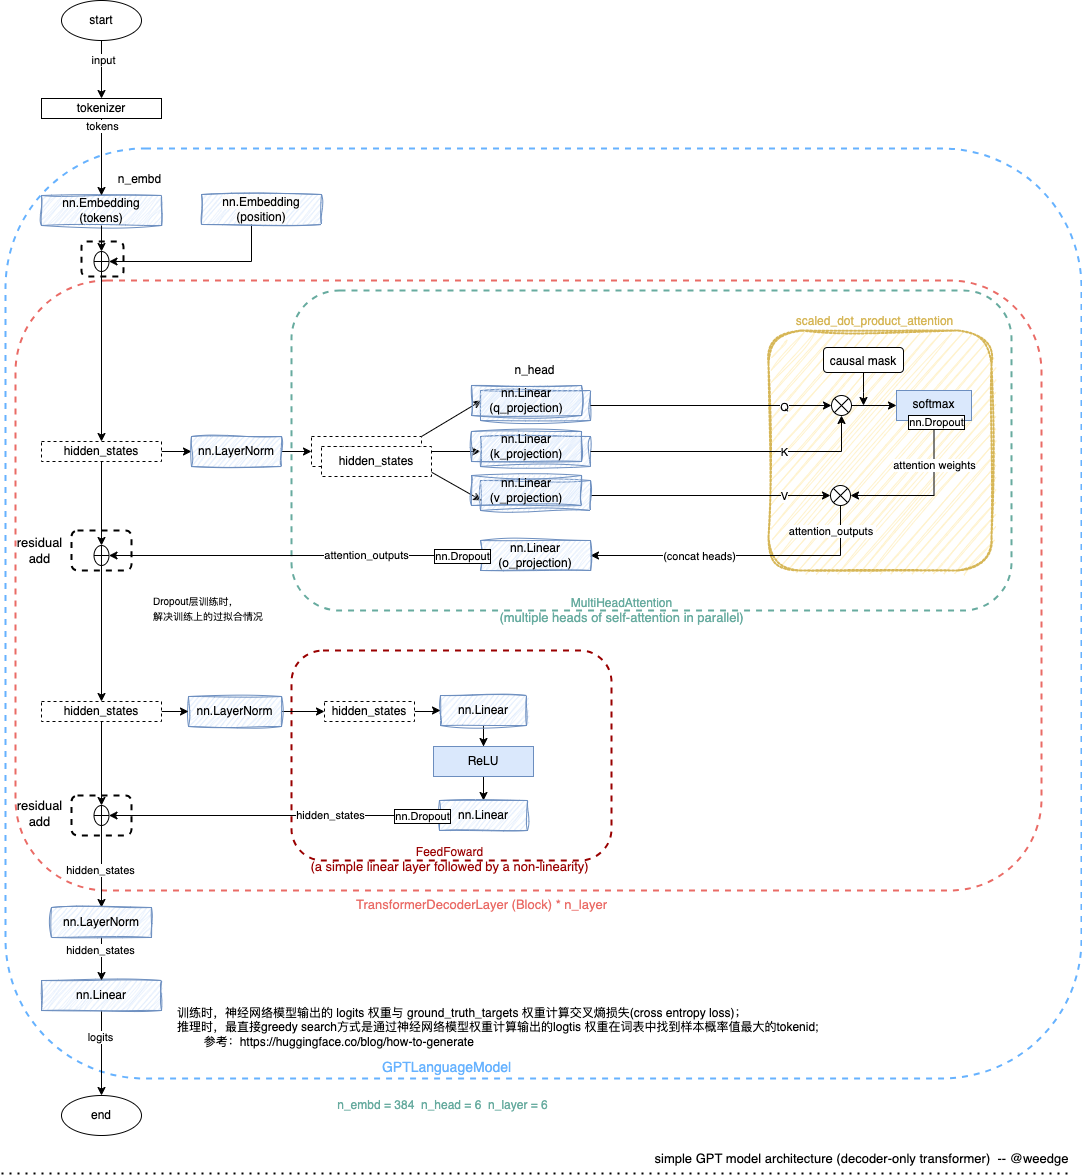 start
input
tokenizer
tokens
n_embd
nn.Embedding
(tokens)
nn.Embedding
(position)
scaled_dot_product_attention
causal mask
n_head
nn.Linear
(q_projection)
Q
softmax
nn.Dropout
hidden_states
nn.LayerNorm
hidden_states
nn.Linear
(k_projection)
K
attention weights
nn.Linear
(v_projection)
V
attention_outputs
residual
add
attention_outputs
nn.Dropout
nn.Linear
(o_projection)
(concat heads)
MultiHeadAttention
(multiple heads of self-attention in parallel)
Dropout层训练时，
解决训练上的过拟合情况
hidden_states
nn.LayerNorm
hidden_states
nn.Linear
ReLU
residual
add
hidden_states
nn.Dropout
nn.Linear
FeedFoward
(a simple linear layer followed by a non-linearity)
hidden_states
TransformerDecoderLayer (Block) * n_layer
nn.LayerNorm
hidden_states
nn.Linear
训练时，神经网络模型输出的 logits 权重与 ground_truth_targets 权重计算交叉熵损失(cross entropy loss)；
推理时，最直接greedy search方式是通过神经网络模型权重计算输出的logtis 权重在词表中找到样本概率值最大的tokenid;
参考：https://huggingface.co/blog/how-to-generate
logits
GPTLanguageModel
end
n_embd = 384 n_head = 6 n_layer = 6
simple GPT model architecture (decoder-only transformer) -- @weedge